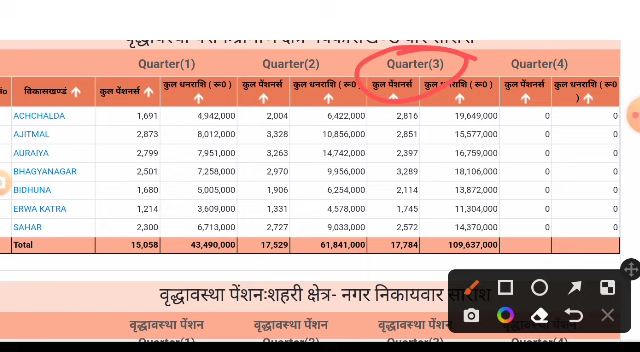 Quarter(1) Quarter(2) Quarter(3) Quarter(4)
विकासखण्ड कुल पेंशनर्स कुल धनराशि ( रू0) कुल पेंशनर्स कुल धनराशि ( रू0) कुल पेंशनर्स कुल धनराशि ( रू0) कुल पेंशनर्स कुल धनराशि ( रू0 )
ACHCHALDA 1,691 4,942,000 2,004 6,422,000 2,816 19,649,000 0 0
AJITMAL 2,873 8,012,000 3,328 10,856,000 2,851 15,577,000 0 0
AURAIYA 2,799 7,951,000 3,263 14,742,000 2,397 16,759,000 0 0
BHAGYANAGAR 2,501 7,258,000 2,970 9,956,000 3,289 18,106,000 0 0
BIDHUNA 1,680 5,005,000 1,906 6,254,000 2,114 13,872,000 0 0
ERWA KATRA 1,214 3,609,000 1,331 4,578,000 1,745 11,304,000 0 0
SAHAR 2,300 6,713,000 2,727 9,033,000 2,572 14,370,000 0 0
Total 15,058 43,490,000 17,529 61,841,000 17,784 109,637,000
वृद्धावस्था पेंशनःशहरी क्षेत्र- नगर निकायवार सारांश
वृद्धावस्था पेंशन वृद्धावस्था पेंशन वृद्धावस्था पेंशन